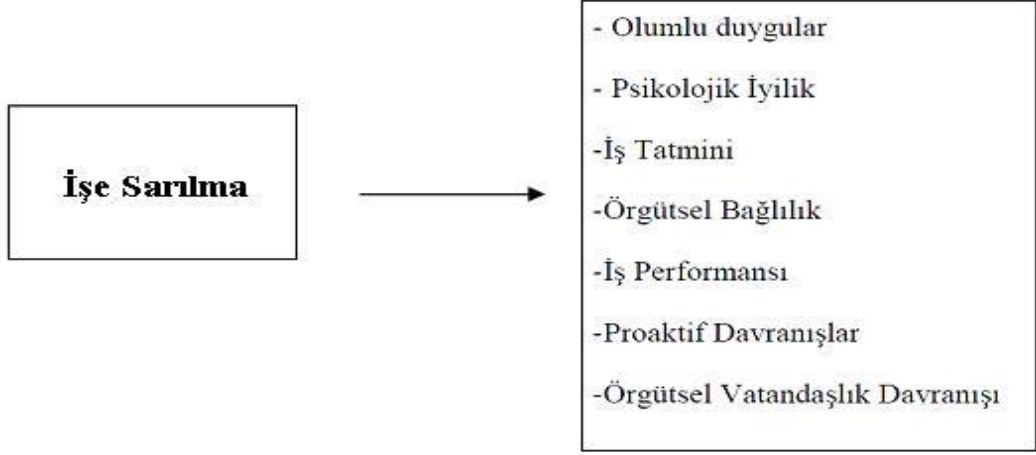 İşe Sarılma
- Olumlu duygular
- Psikolojik İyilik
-İş Tatmini
-Örgütsel Bağlılık
-İş Performansı
-Proaktif Davranışlar
-Örgütsel Vatandaşlık Davranışı